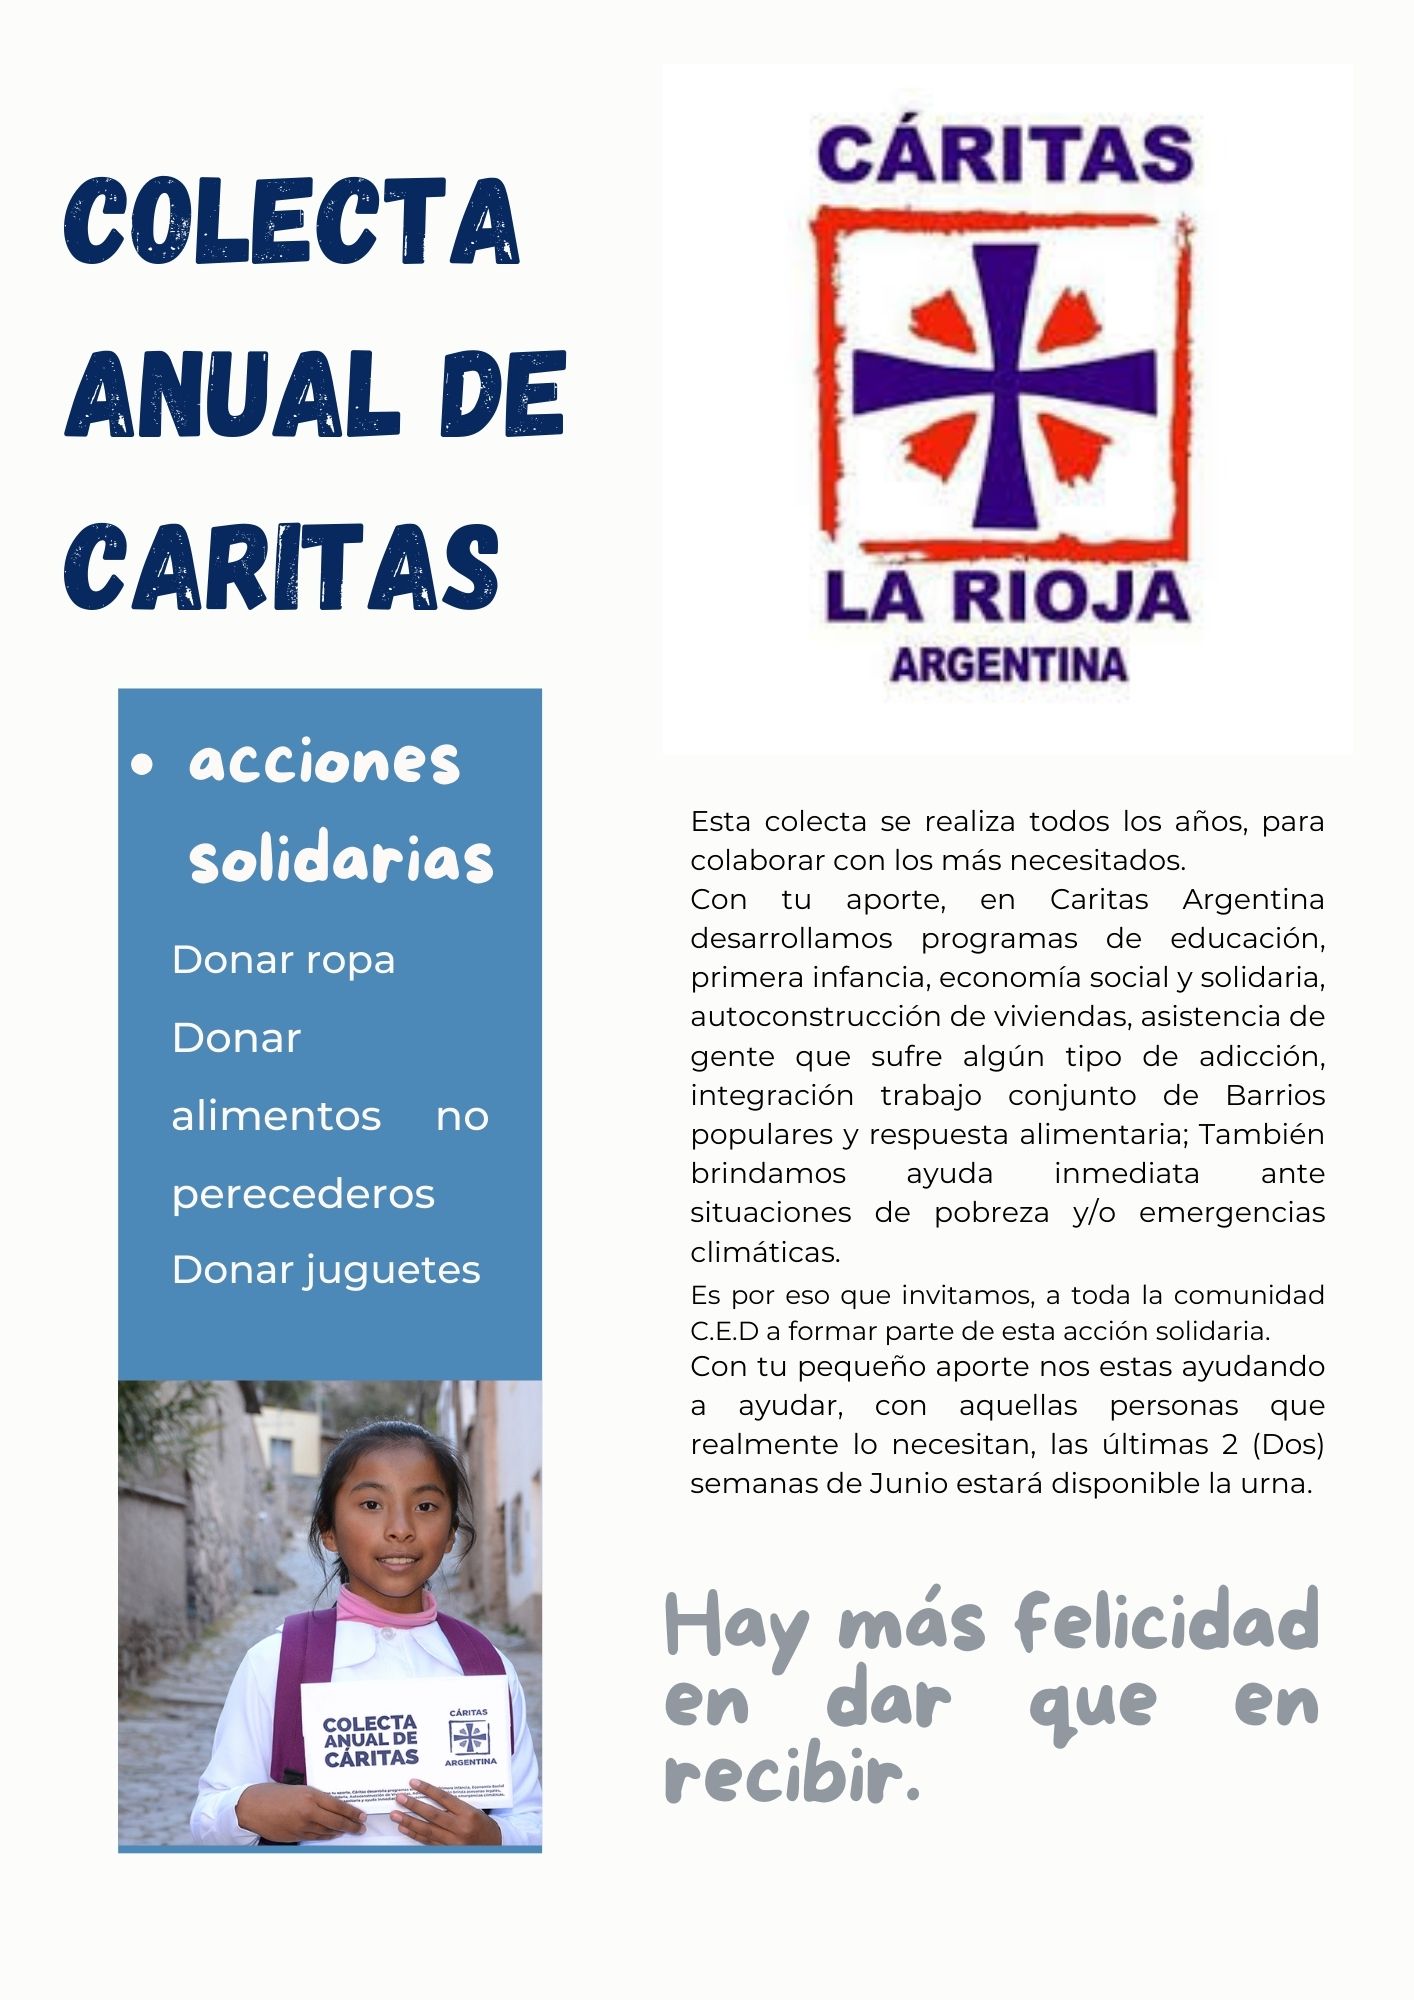 COLECTA
ANUAL DE
CARITAS
CÁRITAS
LA RIOJA
ARGENTINA
• acciones
solidarias
Donar ropa
Donar
alimentos no
perecederos
Donar juguetes
Esta colecta se realiza todos los años, para
colaborar con los más necesitados.
Con tu aporte, en Caritas Argentina
desarrollamos programas de educación,
primera infancia, economía social y solidaria,
autoconstrucción de viviendas, asistencia de
gente que sufre algún tipo de adicción,
integración trabajo conjunto de Barrios
populares y respuesta alimentaria; También
brindamos ayuda inmediata ante
situaciones de pobreza y/o emergencias
climáticas.
Es por eso que invitamos, a toda la comunidad
C.E.D a formar parte de esta acción solidaria.
Con tu pequeño aporte nos estas ayudando
a ayudar, con aquellas personas que
realmente lo necesitan, las últimas 2 (Dos)
semanas de Junio estará disponible la urna.
Hay más felicidad
en dar que en
recibir.
COLECTA
ANUAL DE
CÁRITAS
CÁRITAS
ARGENTINA